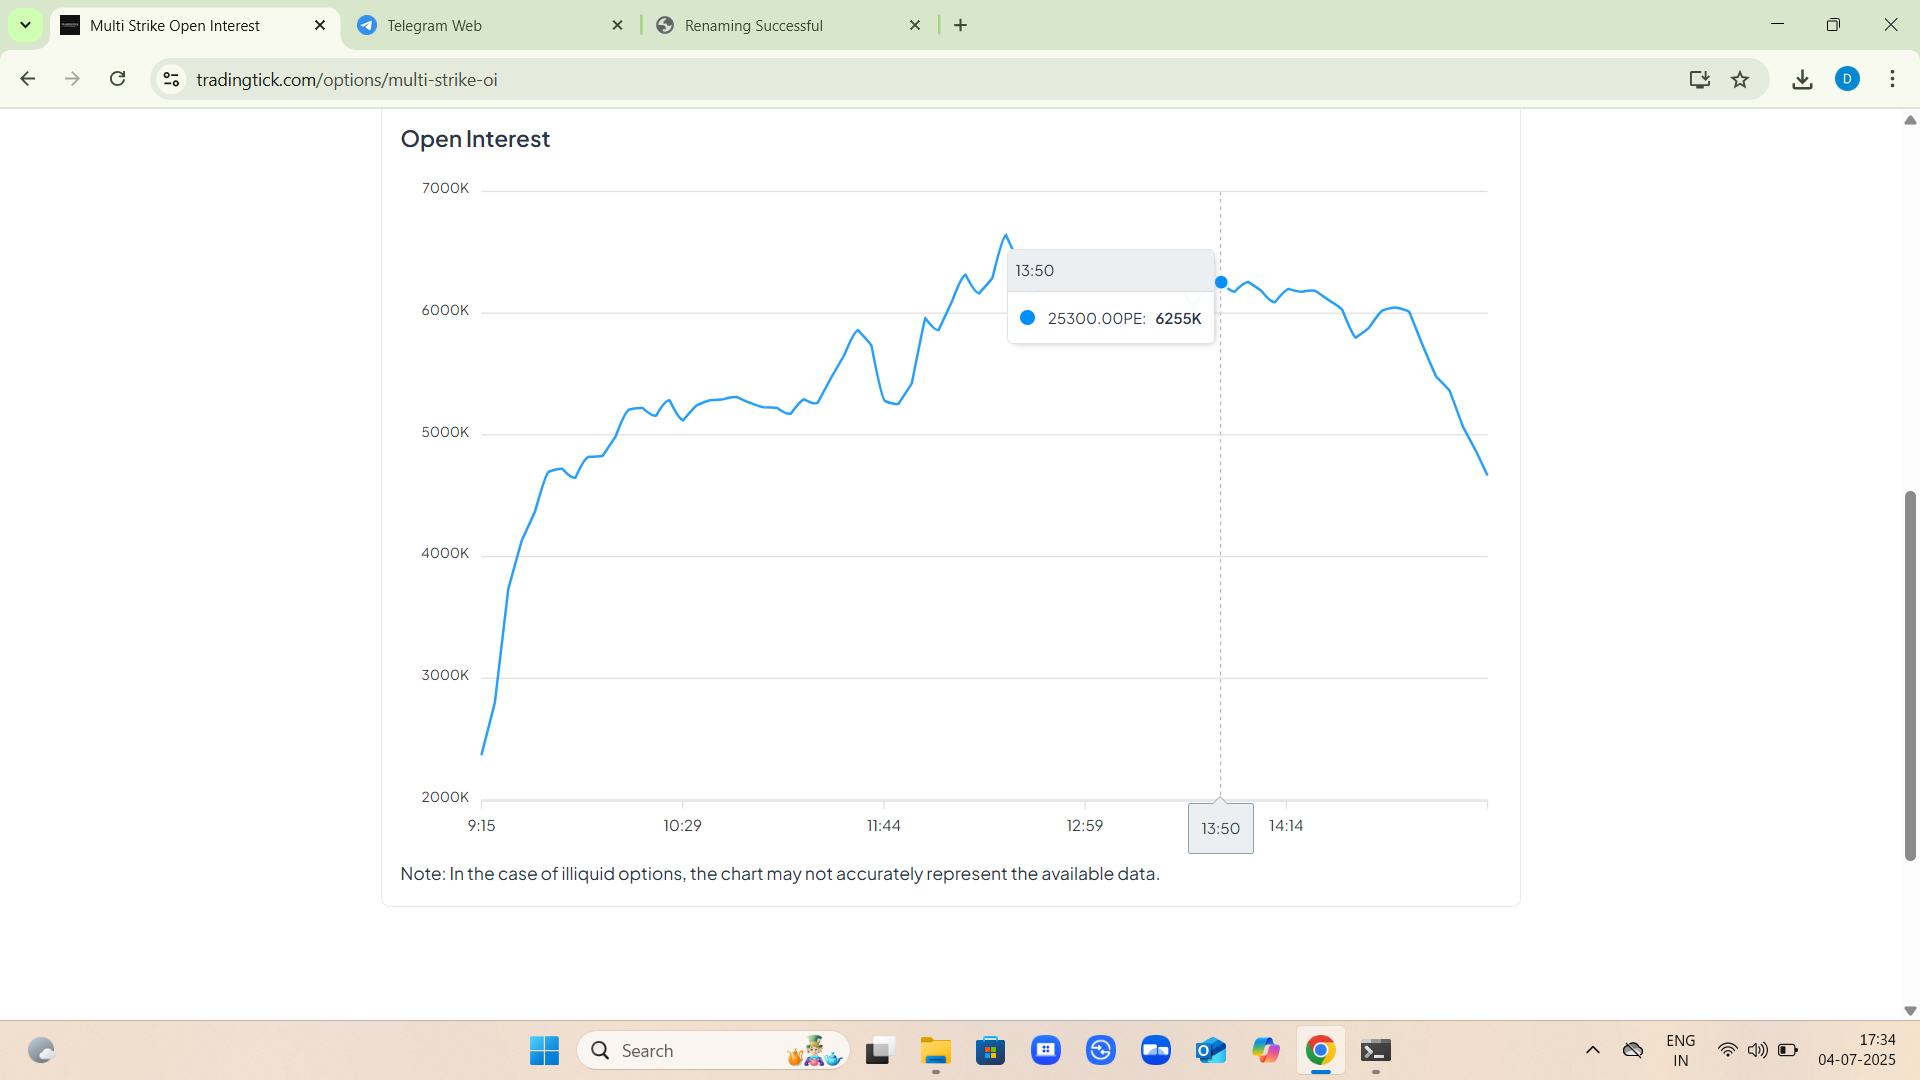 Multi Strike Open Interest
Telegram Web
Renaming Successful
tradingtick.com/options/multi-strike-oi
D
Open Interest
7000K
6000K
5000K
4000K
3000K
2000K
13:50
25300.00PE: 6255K
9:15
10:29
11:44
12:59
13:50
14:14
Note: In the case of illiquid options, the chart may not accurately represent the available data.
Search
ENG
IN
17:34
04-07-2025